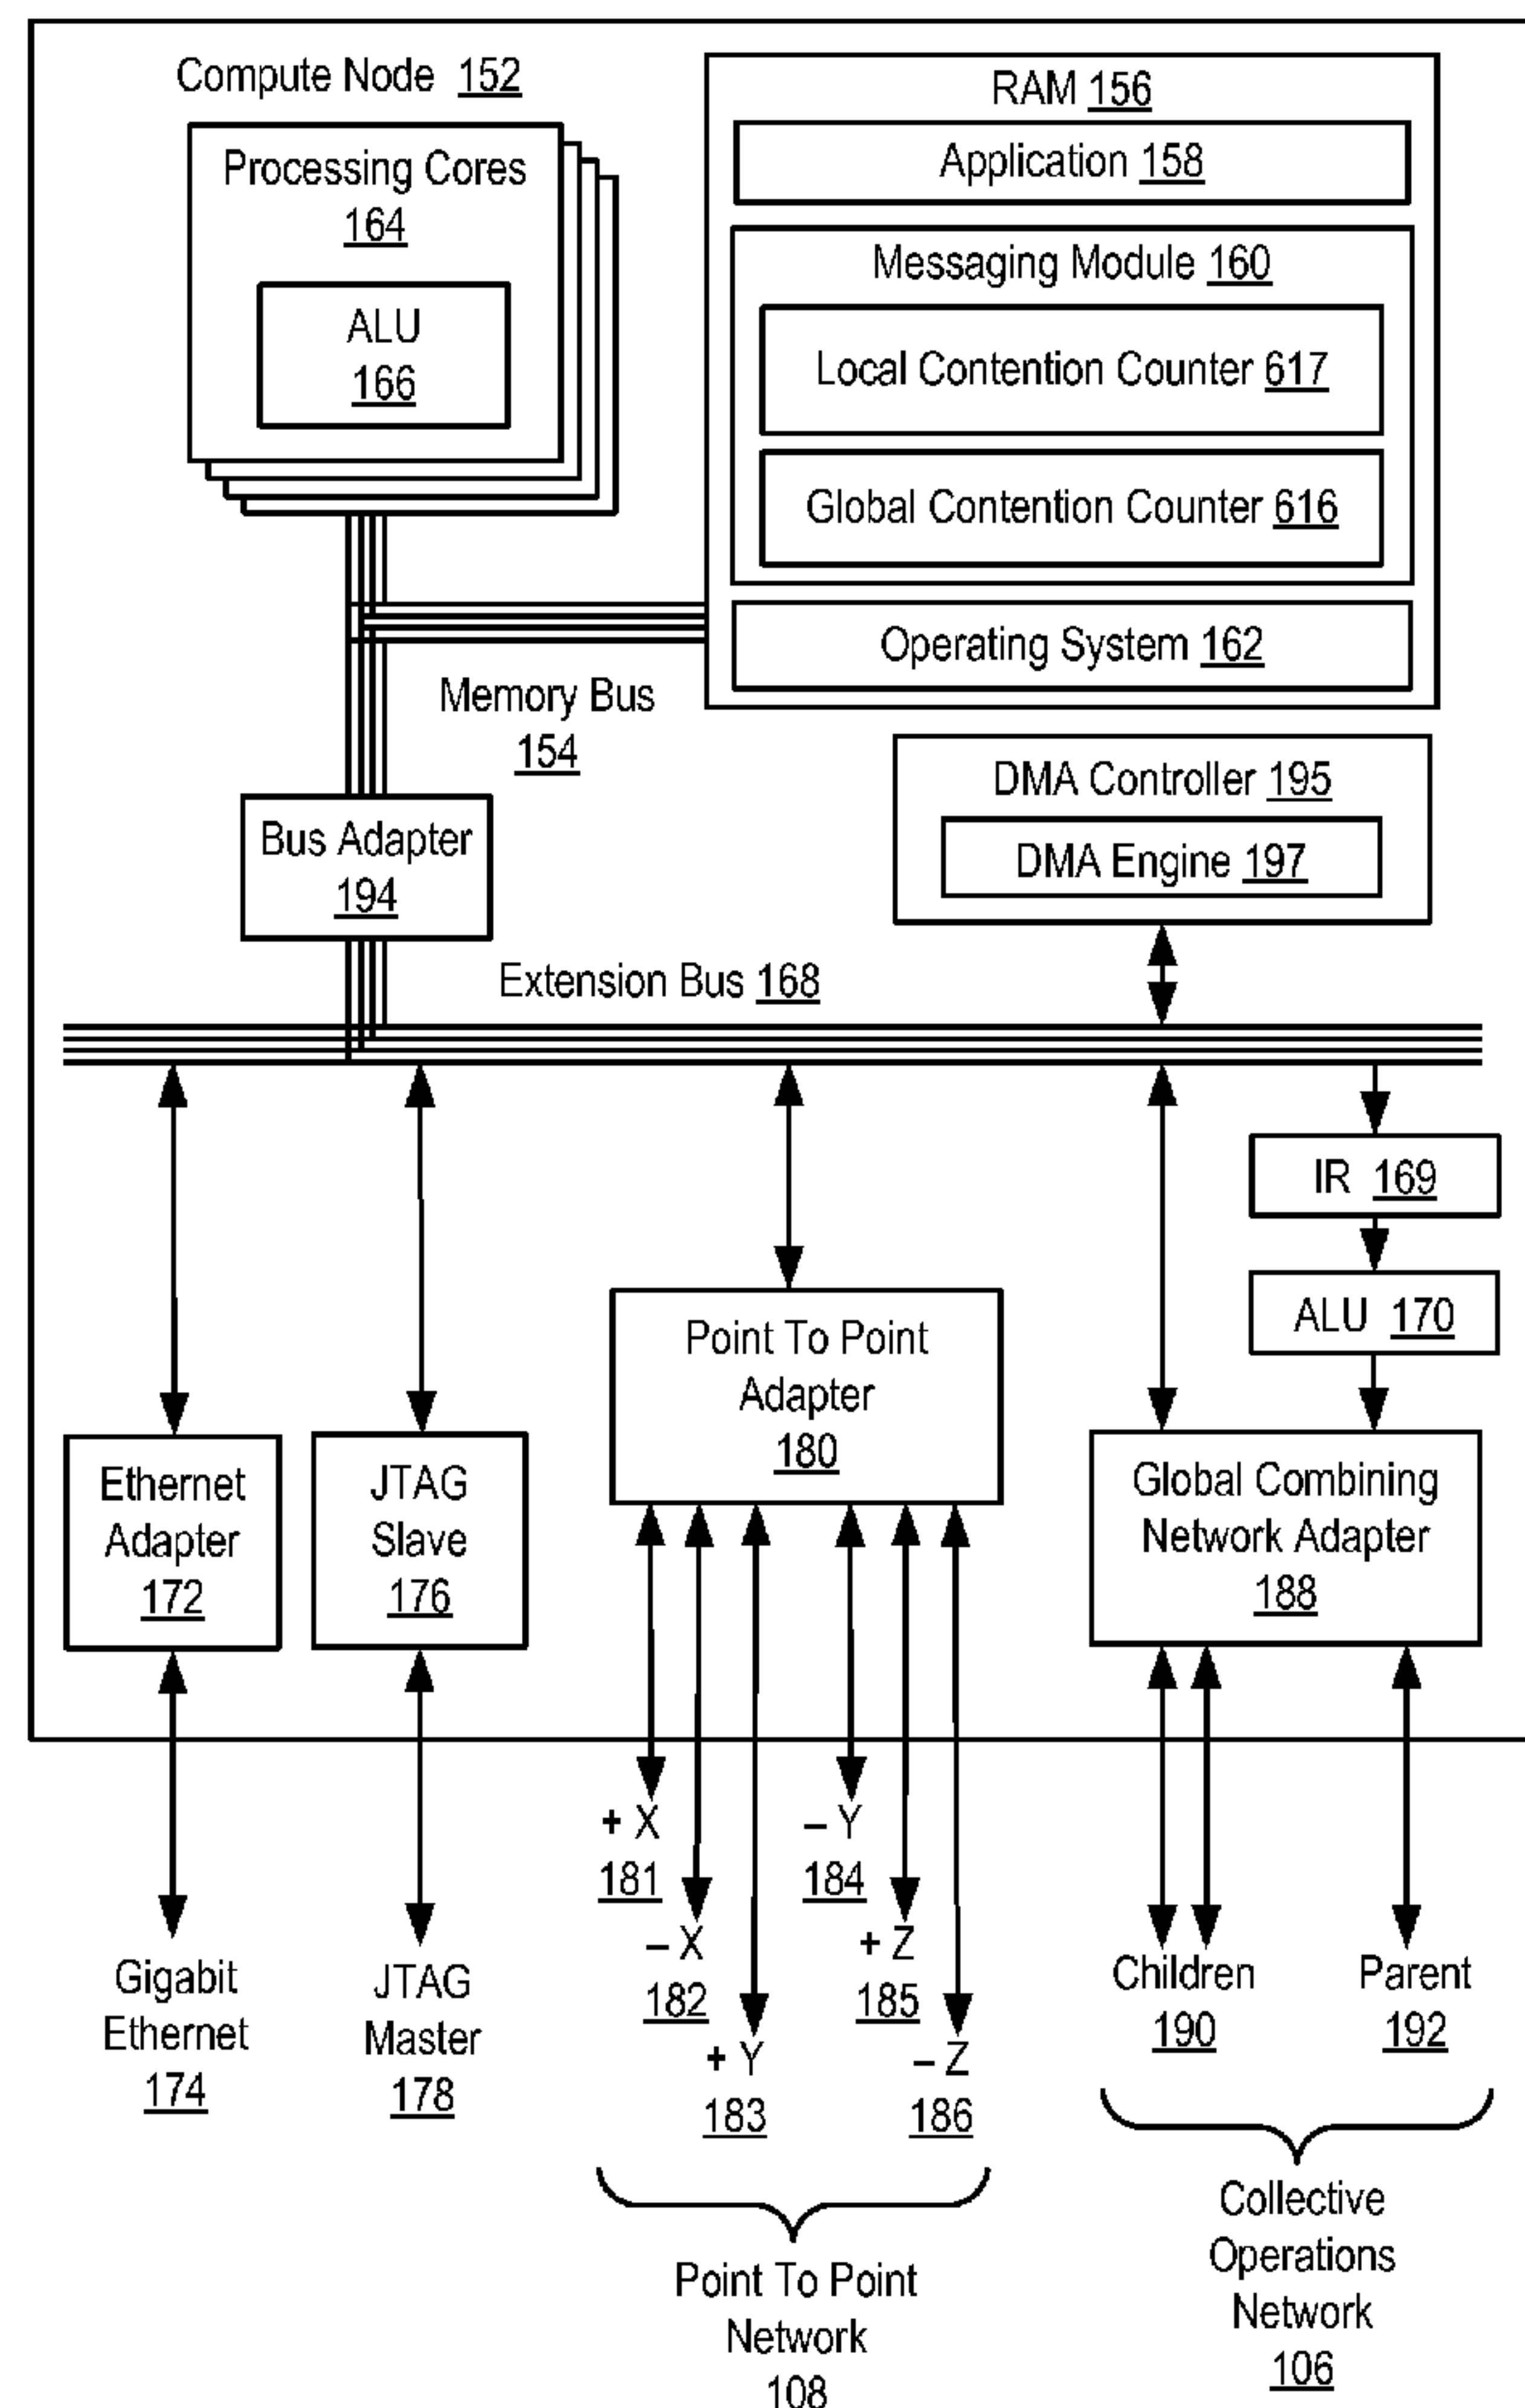 Compute Node 152
Processing Cores
164
ALU
166
RAM 156
Application 158
Messaging Module 160
Local Contention Counter 617
Global Contention Counter 616
Operating System 162
Memory Bus
154
Bus Adapter
194
DMA Controller 195
DMA Engine 197
Extension Bus 168
IR 169
ALU 170
Point To Point
Adapter
180
Ethernet
Adapter
172
JTAG
Slave
176
Global Combining
Network Adapter
188
+ X
181
– X
182
+ Y
183
– Y
184
+ Z
185
– Z
186
Gigabit
Ethernet
174
JTAG
Master
178
Children
190
Parent
192
Point To Point
Network
108
Collective
Operations
Network
106